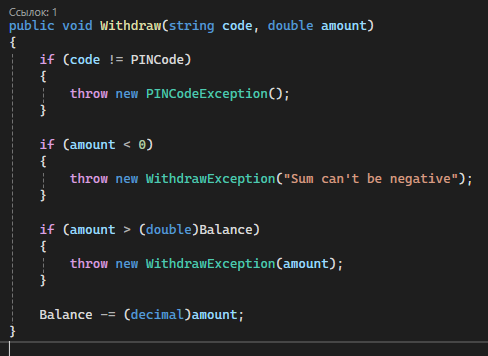 Ссылок: 1
public void Withdraw(string code, double amount)
{
    if (code != PINCode)
    {
        throw new PINCodeException();
    }

    if (amount < 0)
    {
        throw new WithdrawException("Sum can't be negative");
    }

    if (amount > (double)Balance)
    {
        throw new WithdrawException(amount);
    }

    Balance -= (decimal)amount;
}